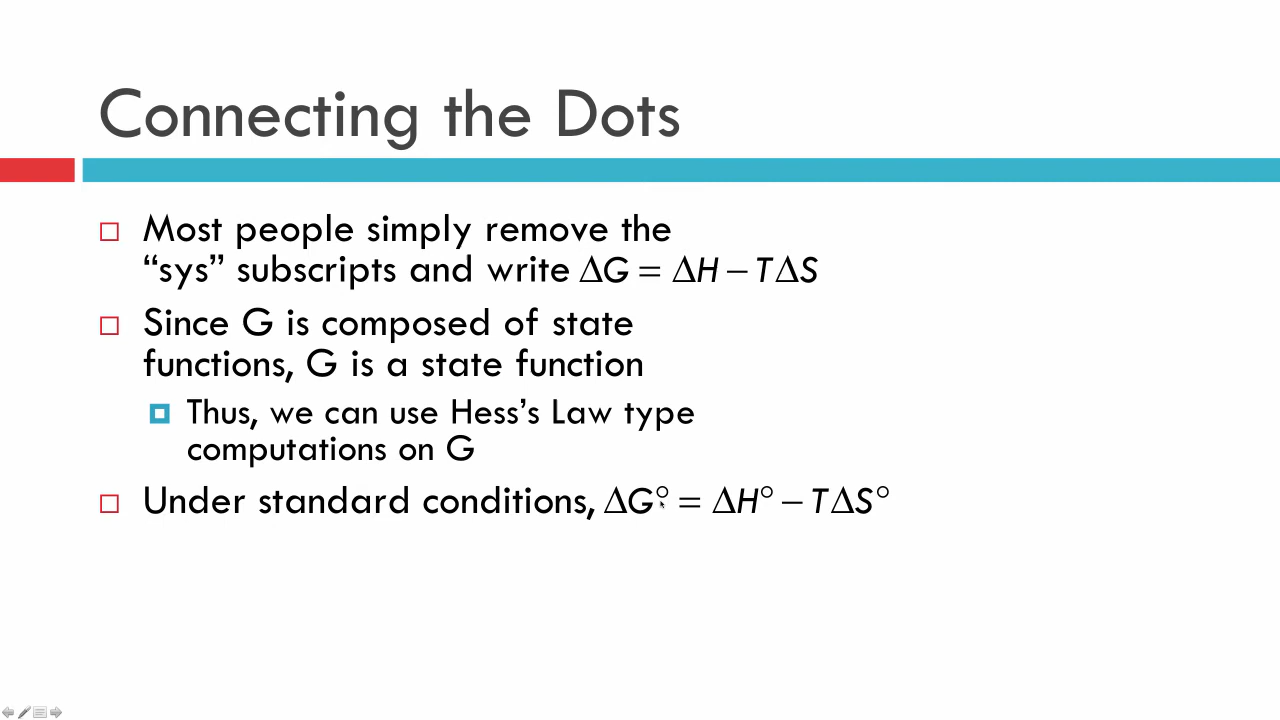 Connecting the Dots
Most people simply remove the
“sys” subscripts and write ΔG = ΔH – TΔS
Since G is composed of state
functions, G is a state function
Thus, we can use Hess’s Law type
computations on G
Under standard conditions, ΔG° = ΔH° – TΔS°